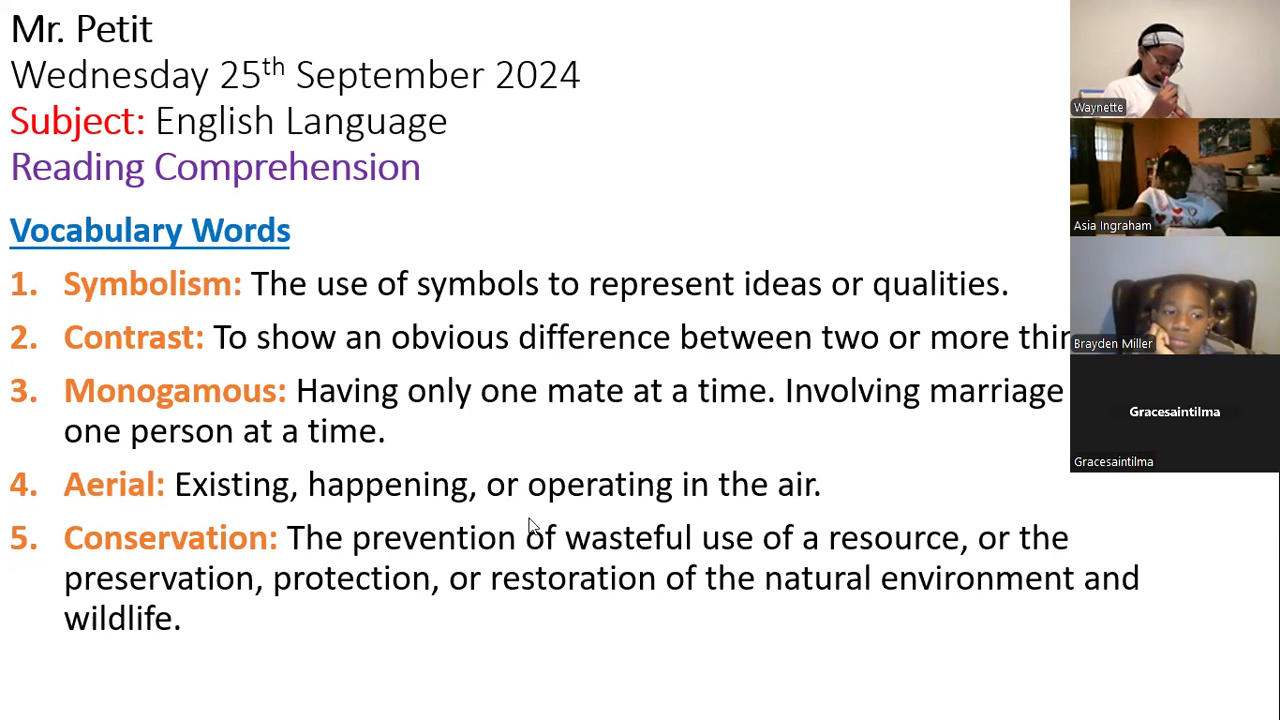 Mr. Petit
Wednesday 25th September 2024
Subject: English Language
Reading Comprehension
Vocabulary Words
1. Symbolism: The use of symbols to represent ideas or qualities.
2. Contrast: To show an obvious difference between two or more
3. Monogamous: Having only one mate at a time. Involving marriage
one person at a time.
4. Aerial: Existing, happening, or operating in the air.
5. Conservation: The prevention of wasteful use of a resource, or the
preservation, protection, or restoration of the natural environment and
wildlife.
Waynette
Asia Ingraham
Brayden Miller
Gracesaintilma
Gracesaintilma